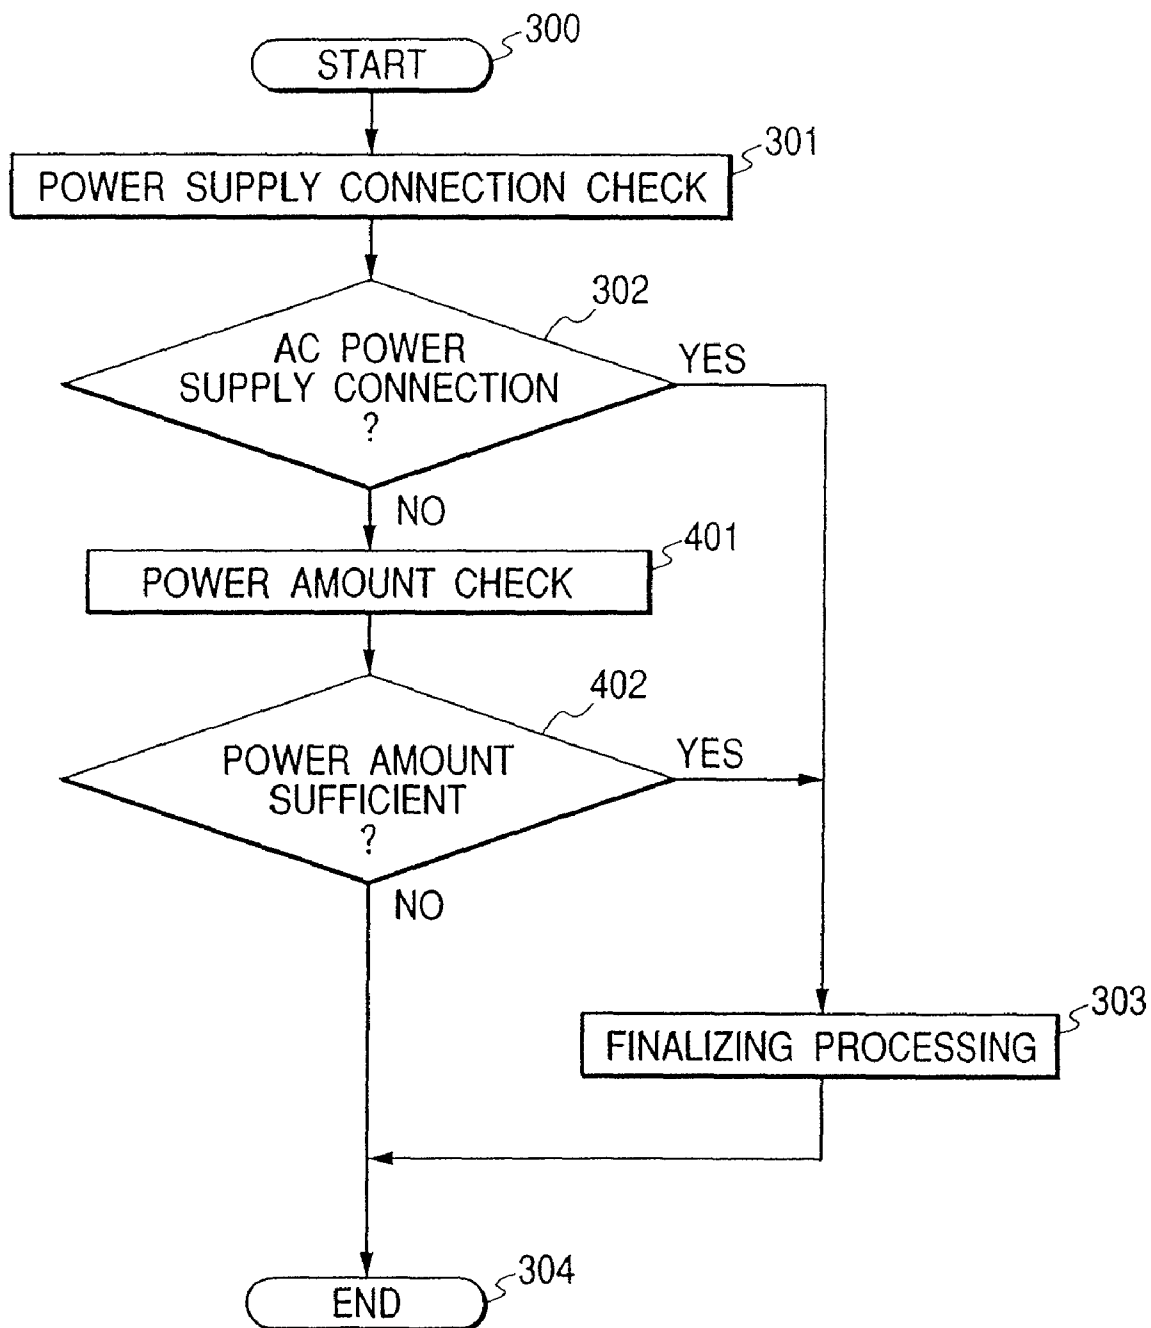 300
START
301
POWER SUPPLY CONNECTION CHECK
302
AC POWER
SUPPLY CONNECTION
?
YES
NO
401
POWER AMOUNT CHECK
402
POWER AMOUNT
SUFFICIENT
?
YES
NO
303
FINALIZING PROCESSING
304
END